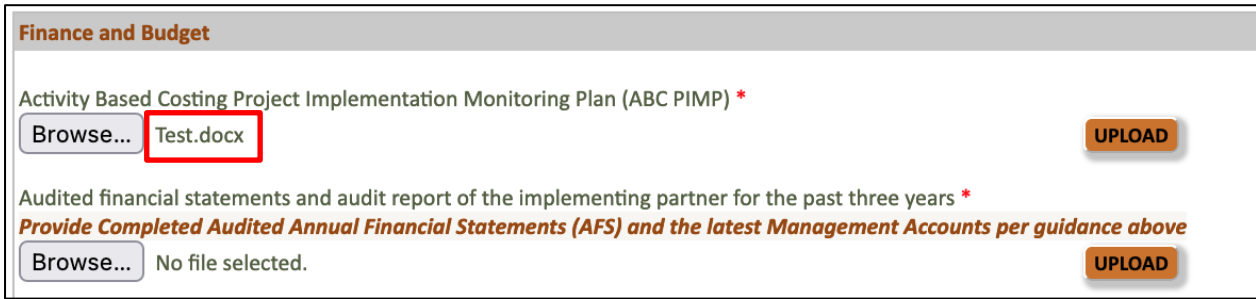 Finance and Budget
Activity Based Costing Project Implementation Monitoring Plan (ABC PIMP) *
Browse... Test.docx UPLOAD
Audited financial statements and audit report of the implementing partner for the past three years *
Provide Completed Audited Annual Financial Statements (AFS) and the latest Management Accounts per guidance above
Browse... No file selected. UPLOAD